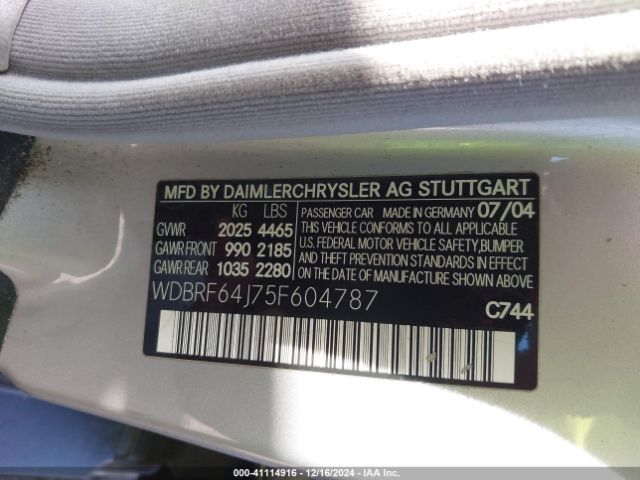 MFD BY DAIMLERCHRYSLER AG STUTTGART
KG LBS
GVWR 2025 4465
GAWR FRONT 990 2185
GAWR REAR 1035 2280
PASSENGER CAR MADE IN GERMANY 07/04
THIS VEHICLE CONFORMS TO ALL APPLICABLE
U.S. FEDERAL MOTOR VEHICLE SAFETY,BUMPER
AND THEFT PREVENTION STANDARDS IN EFFECT
ON THE DATE OF MANUFACTURE SHOWN ABOVE
WDBRF64J75F604787
C744
000-41114916 - 12/16/2024 - IAA Inc.